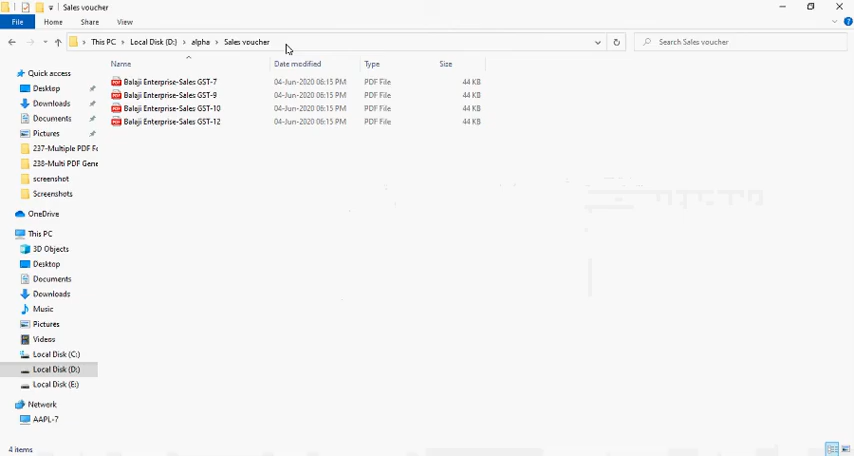 Sales voucher
File Home Share View
This PC Local Disk (D:) alpha Sales voucher Search Sales voucher
Name Date modified Type Size
Balaji Enterprise-Sales GST-7 04-Jun-2020 06:15 PM PDF File 44 KB
Balaji Enterprise-Sales GST-9 04-Jun-2020 06:15 PM PDF File 44 KB
Balaji Enterprise-Sales GST-10 04-Jun-2020 06:15 PM PDF File 44 KB
Balaji Enterprise-Sales GST-12 04-Jun-2020 06:15 PM PDF File 44 KB
Quick access
Desktop
Downloads
Documents
Pictures
237-Multiple PDF Fe
238-Multi PDF Gene
screenshot
Screenshots
OneDrive
This PC
3D Objects
Desktop
Documents
Downloads
Music
Pictures
Videos
Local Disk (C:)
Local Disk (D:)
Local Disk (E:)
Network
AAPL-7
4 items